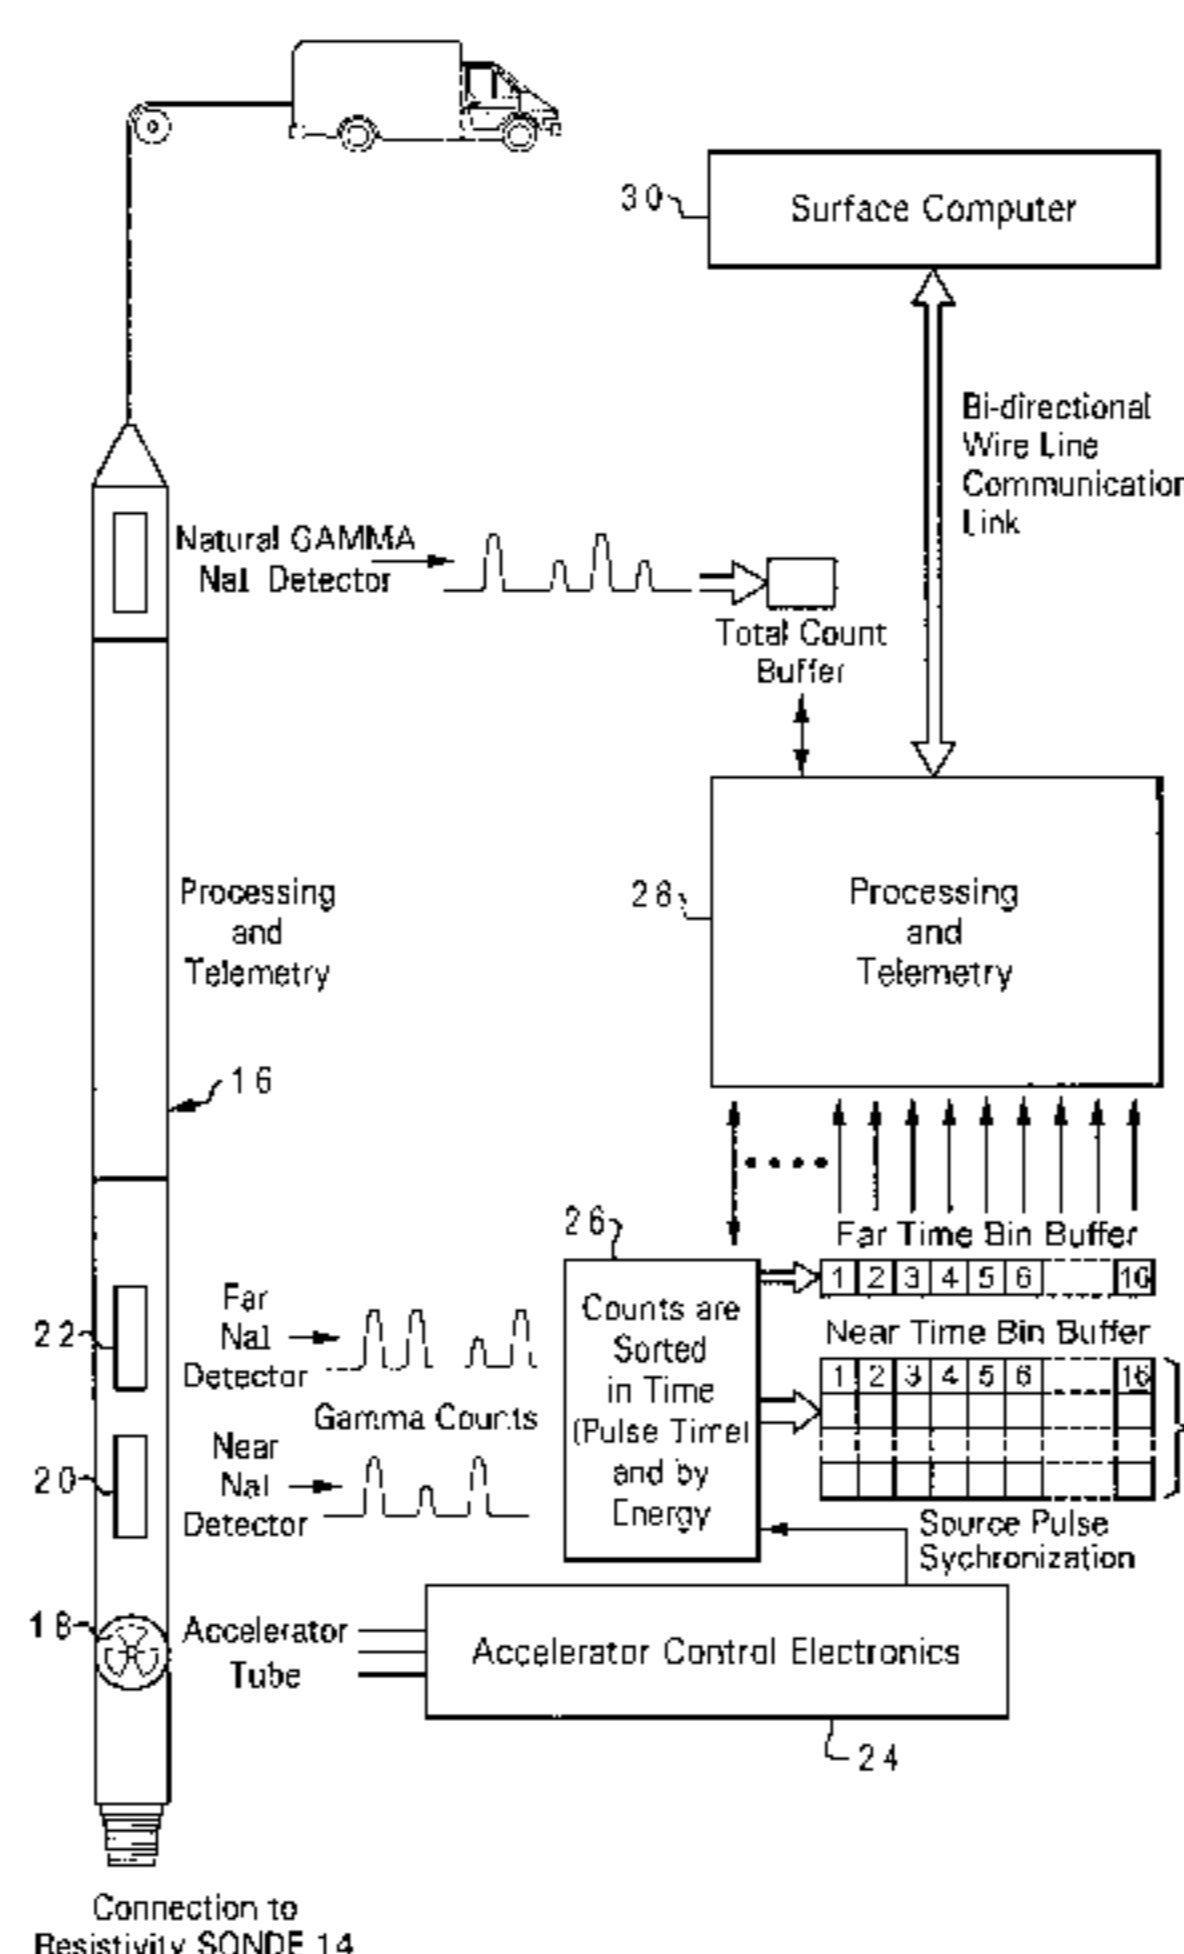 30
Surface Computer
Bi-directional
Wire Line
Communication
Link
Natural GAMMA
NaI Detector
Total Count
Buffer
Processing
and
Telemetry
28
Processing
and
Telemetry
16
26
Far Time Bin Buffer
1 2 3 4 5 6 16
Counts are
Sorted
in Time
(Pulse Time)
and by
Energy
Near Time Bin Buffer
1 2 3 4 5 6 16
22
Far
NaI
Detector
Gamma Counts
20
Near
NaI
Detector
Source Pulse
Sychronization
18
Accelerator
Tube
Accelerator Control Electronics
24
Connection to
Resistivity SONDE 14